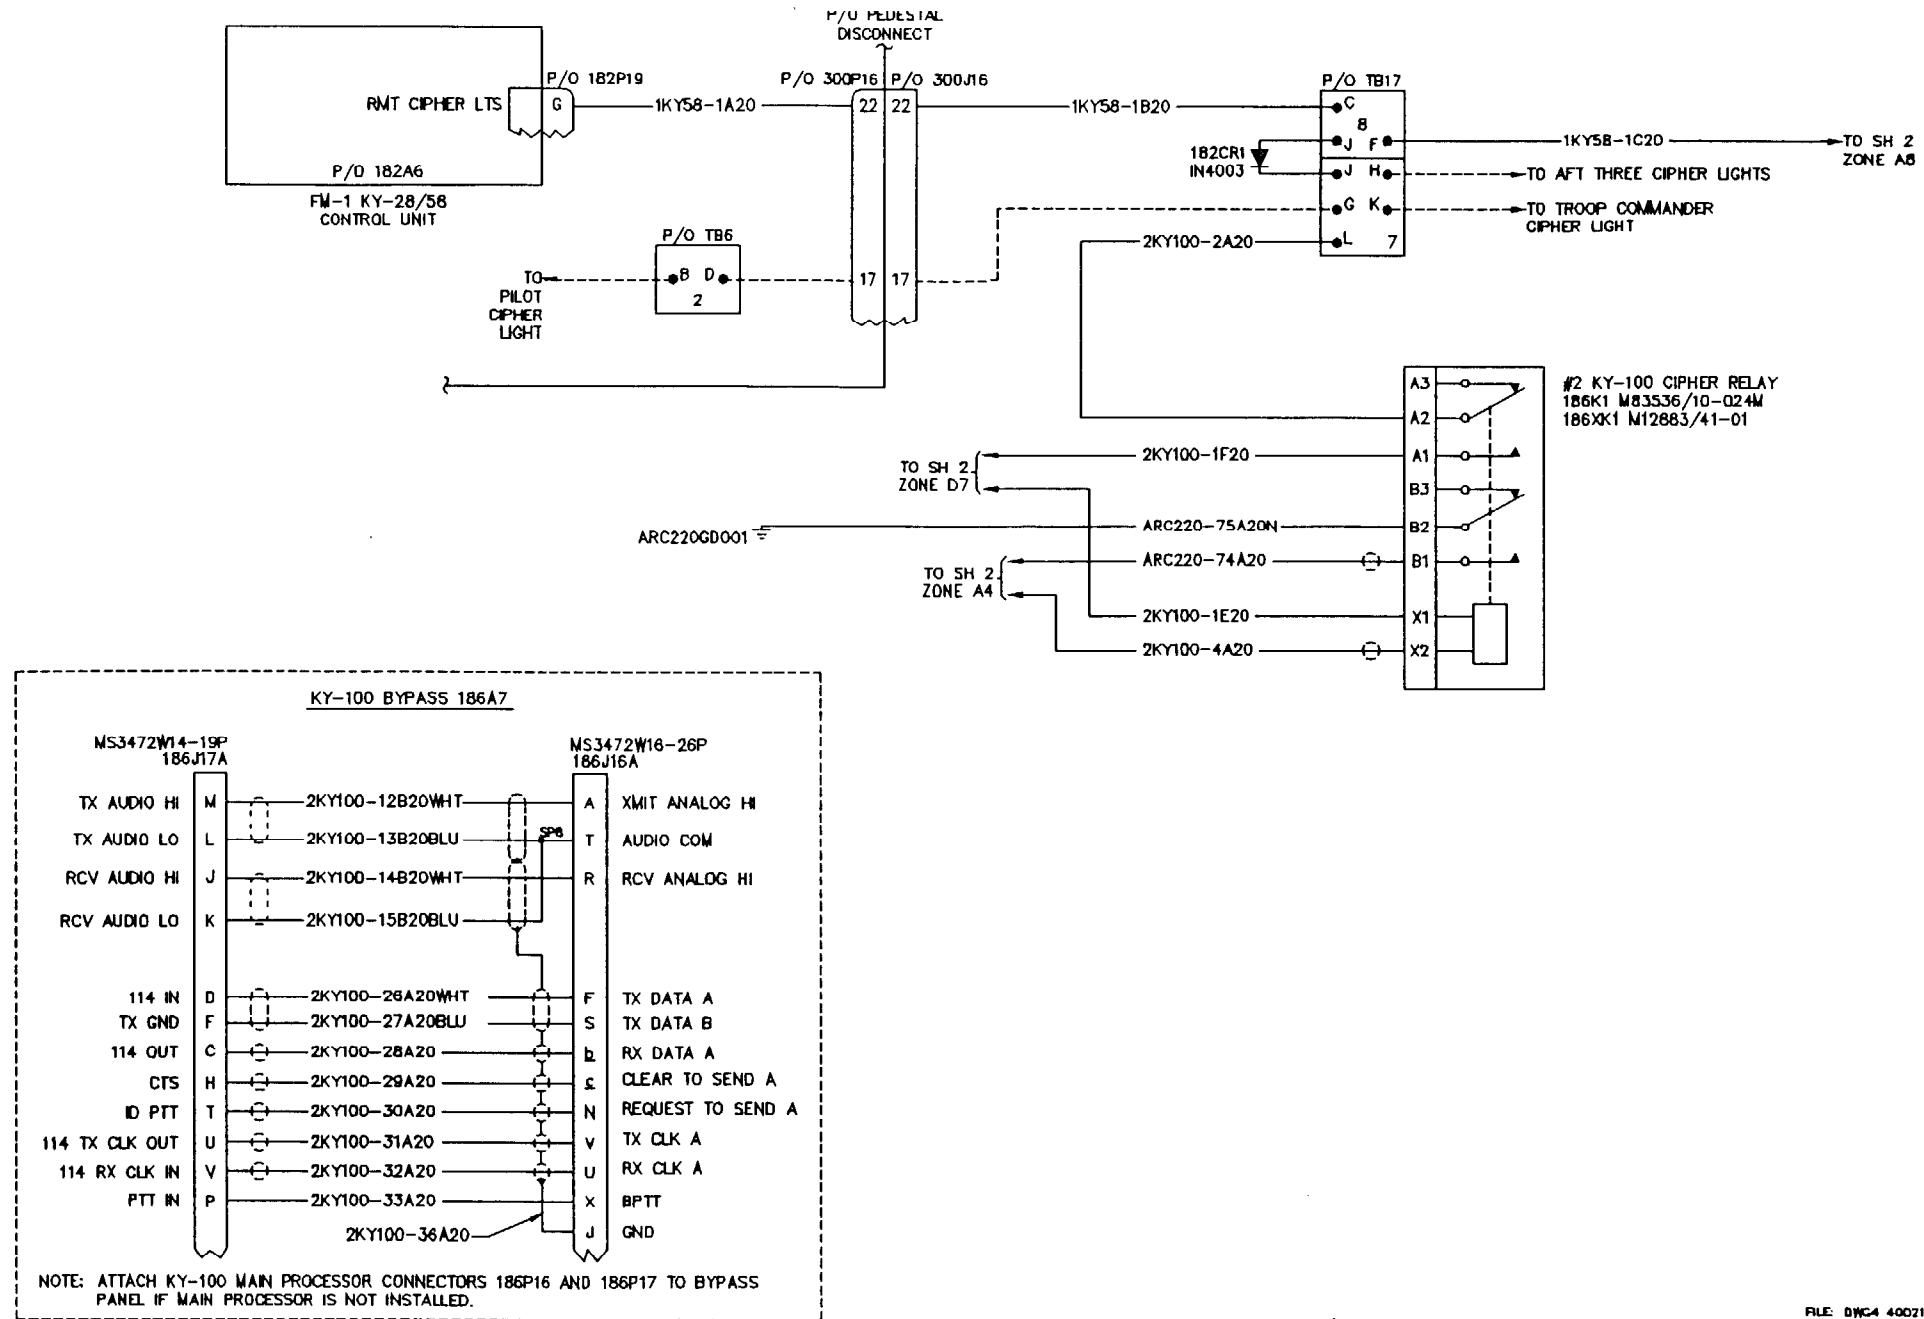 P/O PEDESTAL
DISCONNECT
P/O 182P19
P/O 300P16
P/O 300J16
P/O TB17
RMT CIPHER LTS
G
1KY58-1A20
22
22
1KY58-1B20
C
8
J
F
1KY58-1C20
TO SH 2
ZONE A8
182CR1
IN4003
P/O 182A6
FM-1 KY-28/58
CONTROL UNIT
J
H
TO AFT THREE CIPHER LIGHTS
G
K
TO TROOP COMMANDER
CIPHER LIGHT
P/O TB6
2KY100-2A20
L
7
TO
PILOT
CIPHER
LIGHT
B
D
2
17
17
A3
#2 KY-100 CIPHER RELAY
186K1 M83536/10-024M
186XK1 M12883/41-01
A2
TO SH 2
ZONE D7
2KY100-1F20
A1
B3
ARC220GD001
ARC220-75A20N
B2
TO SH 2
ZONE A4
ARC220-74A20
B1
2KY100-1E20
X1
2KY100-4A20
X2
KY-100 BYPASS 186A7
MS3472W14-19P
186J17A
MS3472W16-26P
186J16A
TX AUDIO HI M 2KY100-12B20WHT A XMIT ANALOG HI
SP8
TX AUDIO LO L 2KY100-13B20BLU T AUDIO COM
RCV AUDIO HI J 2KY100-14B20WHT R RCV ANALOG HI
RCV AUDIO LO K 2KY100-15B20BLU
114 IN D 2KY100-26A20WHT F TX DATA A
TX GND F 2KY100-27A20BLU S TX DATA B
114 OUT C 2KY100-28A20 b RX DATA A
CTS H 2KY100-29A20 c CLEAR TO SEND A
ID PTT T 2KY100-30A20 N REQUEST TO SEND A
114 TX CLK OUT U 2KY100-31A20 V TX CLK A
114 RX CLK IN V 2KY100-32A20 U RX CLK A
PTT IN P 2KY100-33A20 X BPTT
2KY100-36A20 J GND
NOTE: ATTACH KY-100 MAIN PROCESSOR CONNECTORS 186P16 AND 186P17 TO BYPASS
PANEL IF MAIN PROCESSOR IS NOT INSTALLED.
FILE: DWG4 40021